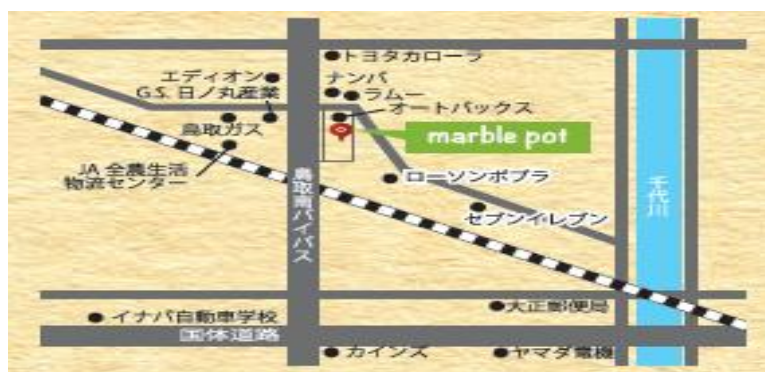 トヨタカローラ
エディオン
ナンバ
G.S. 日ノ丸産業
ラムー
オートバックス
鳥取ガス
marble pot
JA 全農生活
物流センター
ローソンポプラ
鳥取南バイパス
千代川
セブンイレブン
大正郵便局
イナバ自動車学校
国体道路
カインズ
ヤマダ電機